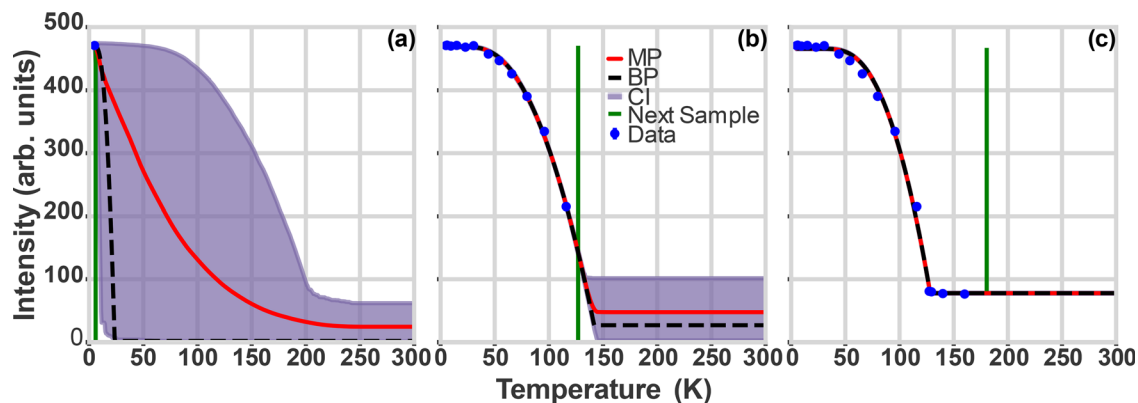 (a)
(b)
(c)
Intensity (arb. units)
500
400
300
200
100
0
MP
BP
CI
Next Sample
Data
0 50 100 150 200 250 300
0 50 100 150 200 250 300
0 50 100 150 200 250 300
Temperature (K)